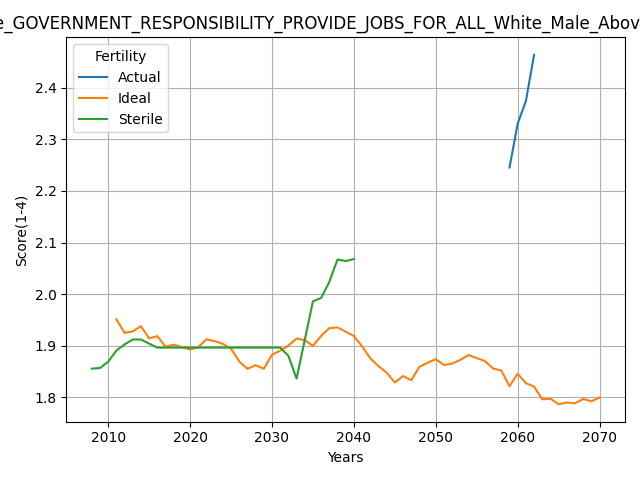 e_GOVERNMENT_RESPONSIBILITY_PROVIDE_JOBS_FOR_ALL_White_Male_Abov
Fertility
Actual
Ideal
Sterile
Score(1-4)
2.4
2.3
2.2
2.1
2.0
1.9
1.8
2010 2020 2030 2040 2050 2060 2070
Years